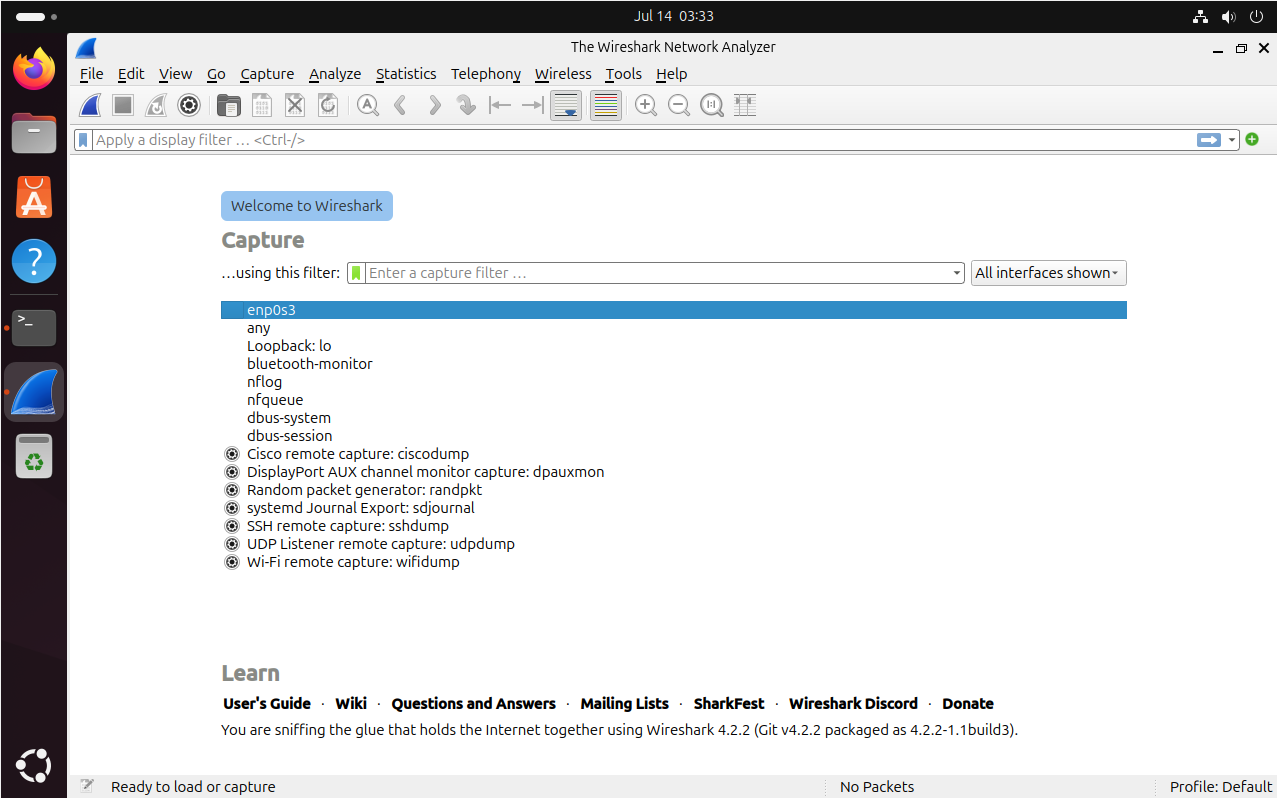 Jul 14 03:33
The Wireshark Network Analyzer
File Edit View Go Capture Analyze Statistics Telephony Wireless Tools Help
Apply a display filter … <Ctrl-/>
Welcome to Wireshark
Capture
…using this filter: Enter a capture filter … All interfaces shown
enp0s3
any
Loopback: lo
bluetooth-monitor
nflog
nfqueue
dbus-system
dbus-session
Cisco remote capture: ciscodump
DisplayPort AUX channel monitor capture: dpauxmon
Random packet generator: randpkt
systemd Journal Export: sdjournal
SSH remote capture: sshdump
UDP Listener remote capture: udpdump
Wi-Fi remote capture: wifidump
Learn
User's Guide · Wiki · Questions and Answers · Mailing Lists · SharkFest · Wireshark Discord · Donate
You are sniffing the glue that holds the Internet together using Wireshark 4.2.2 (Git v4.2.2 packaged as 4.2.2-1.1build3).
Ready to load or capture No Packets Profile: Default